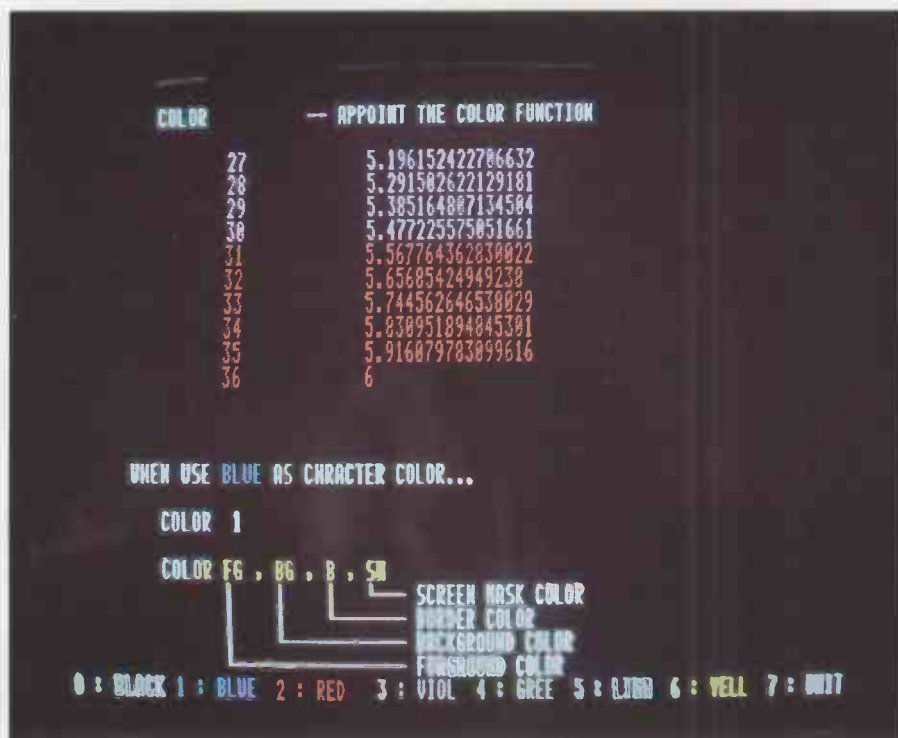 COLOR — APPOINT THE COLOR FUNCTION
27 5.196152422706632
28 5.291502622129181
29 5.385164807134504
30 5.477225575051661
31 5.567764362830022
32 5.65685424949238
33 5.744562646538029
34 5.830951894845301
35 5.916079783099616
36 6
WHEN USE BLUE AS CHRACTER COLOR...
COLOR 1
COLOR FG , BG , B , SM
SCREEN MASK COLOR
BORDER COLOR
BACKGROUND COLOR
FORGROUND COLOR
0 : BLACK 1 : BLUE 2 : RED 3 : VIOL 4 : GREE 5 : LIGH 6 : YELL 7 : WHIT